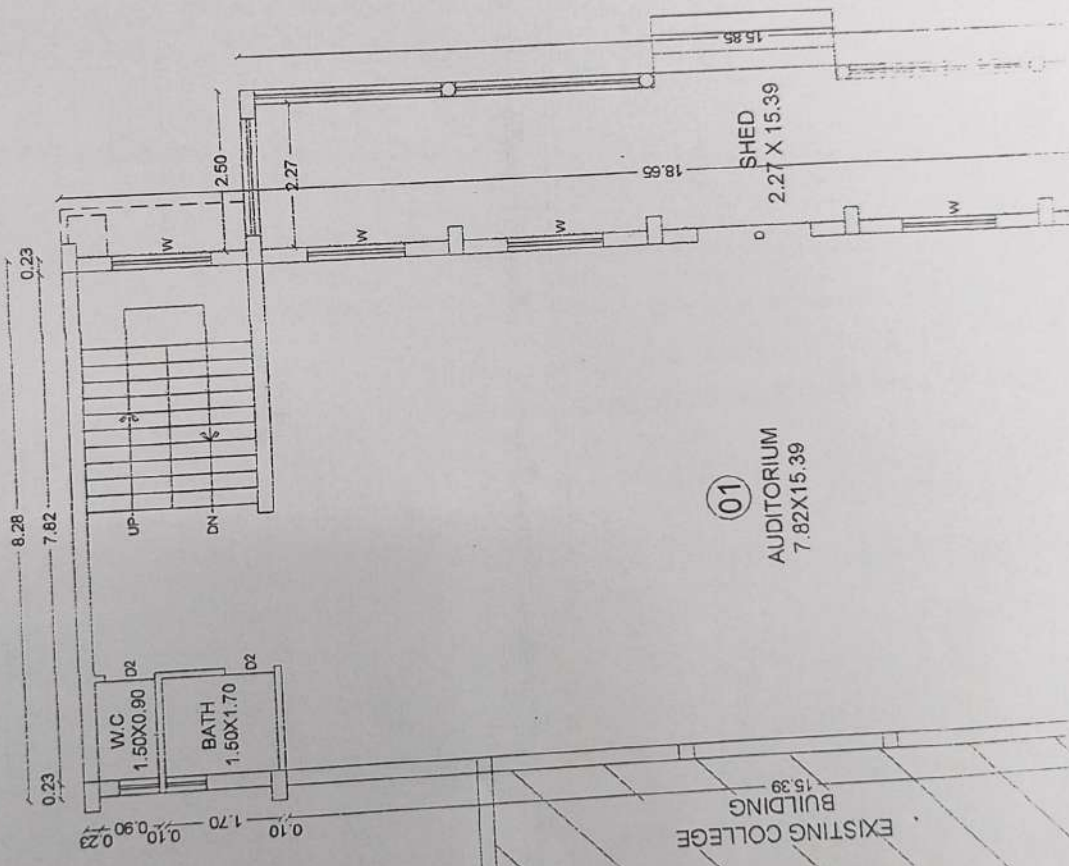 8.28
0.23
7.82
0.23
2.50
2.27
15.85
18.65
SHED
2.27 X 15.39
W
W
W
D
W
UP
DN
W.C
1.50X0.90
D2
BATH
1.50X1.70
D2
01
AUDITORIUM
7.82X15.39
0.23
0.90
0.10
1.70
0.10
15.39
EXISTING COLLEGE
BUILDING